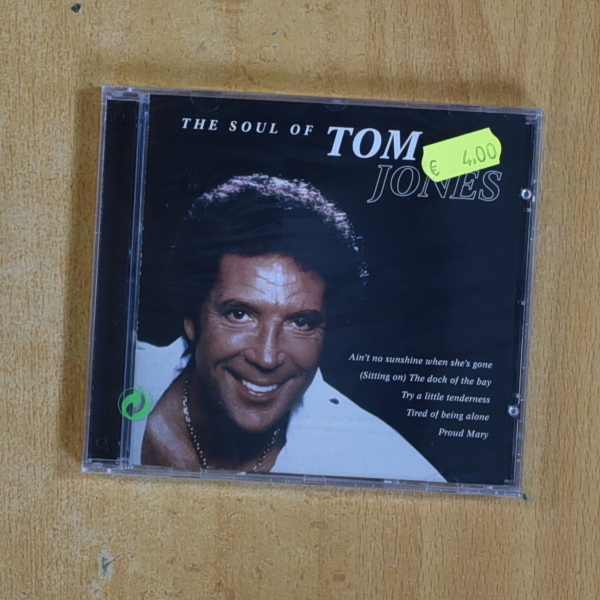 THE SOUL OF TOM
JONES
€ 4.00
Ain't no sunshine when she's gone
(Sitting on) The dock of the bay
Try a little tenderness
Tired of being alone
Proud Mary